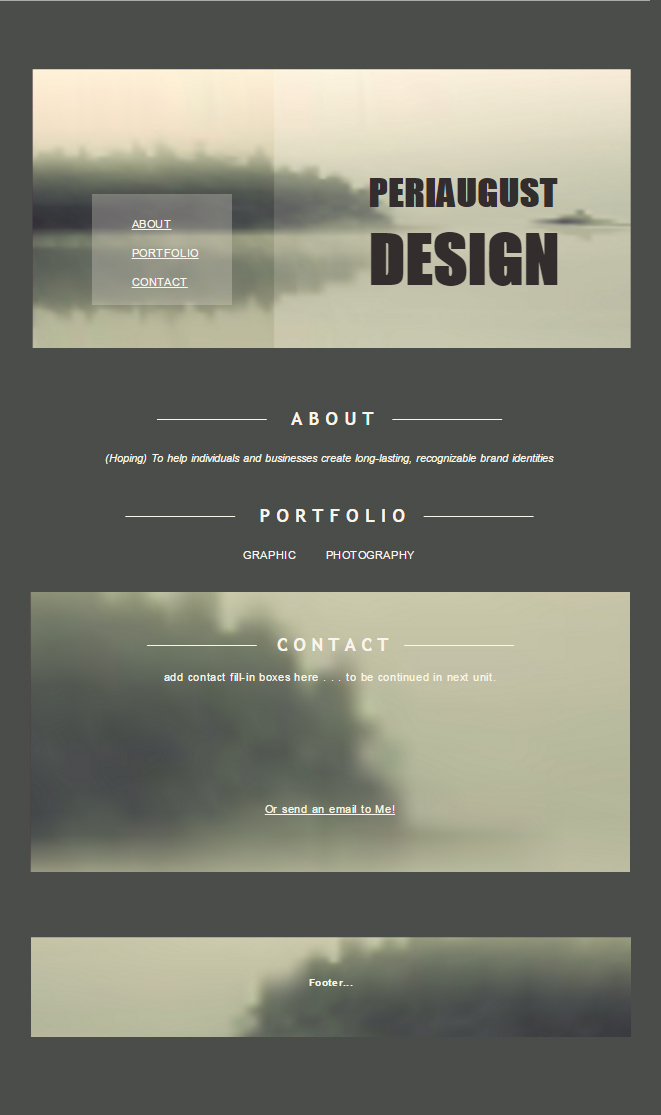 PERIAUGUST
DESIGN
ABOUT
PORTFOLIO
CONTACT
ABOUT
(Hoping) To help individuals and businesses create long-lasting, recognizable brand identities
PORTFOLIO
GRAPHIC PHOTOGRAPHY
CONTACT
add contact fill-in boxes here . . . to be continued in next unit.
Or send an email to Me!
Footer...